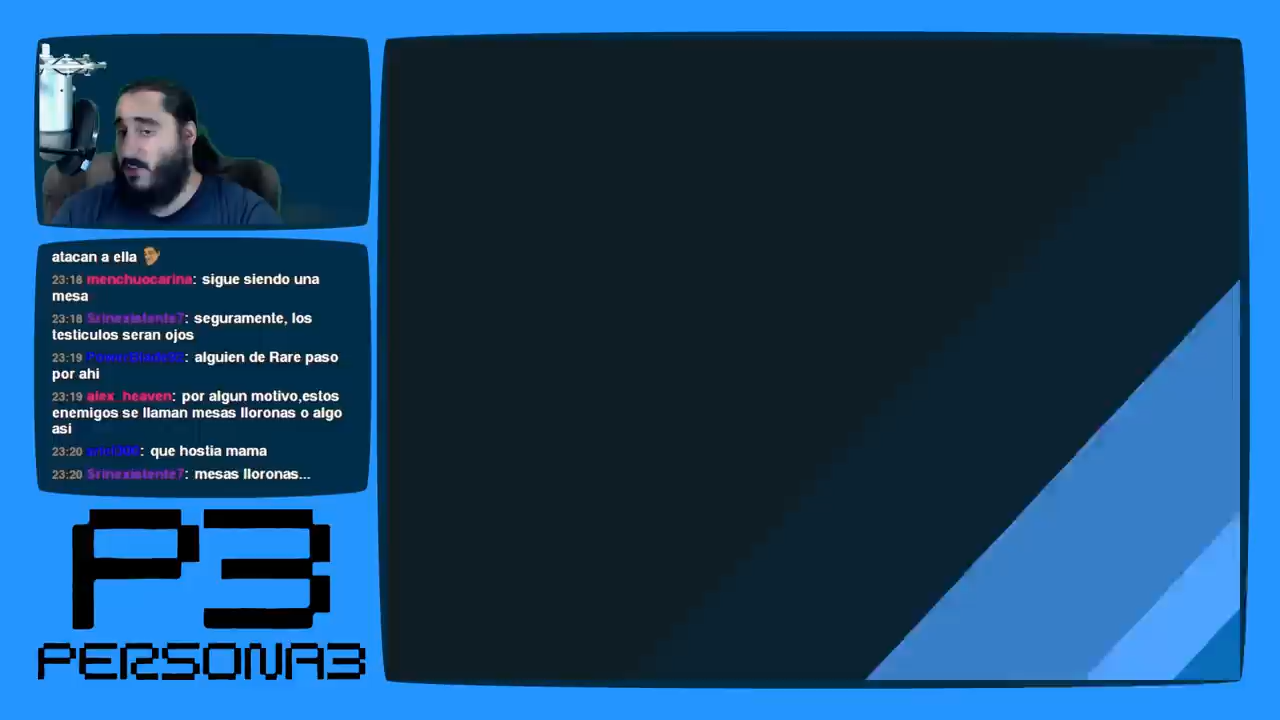 atacan a ella
23:18 menchuocarina: sigue siendo una
mesa
23:18 Srinexistente7: seguramente, los
testiculos seran ojos
23:19 : alguien de Rare paso
por ahi
23:19 alex_heaven: por algun motivo,estos
enemigos se llaman mesas lloronas o algo
asi
23:20 : que hostia mama
23:20 Srinexistente7: mesas lloronas...
P3
PERSONA3